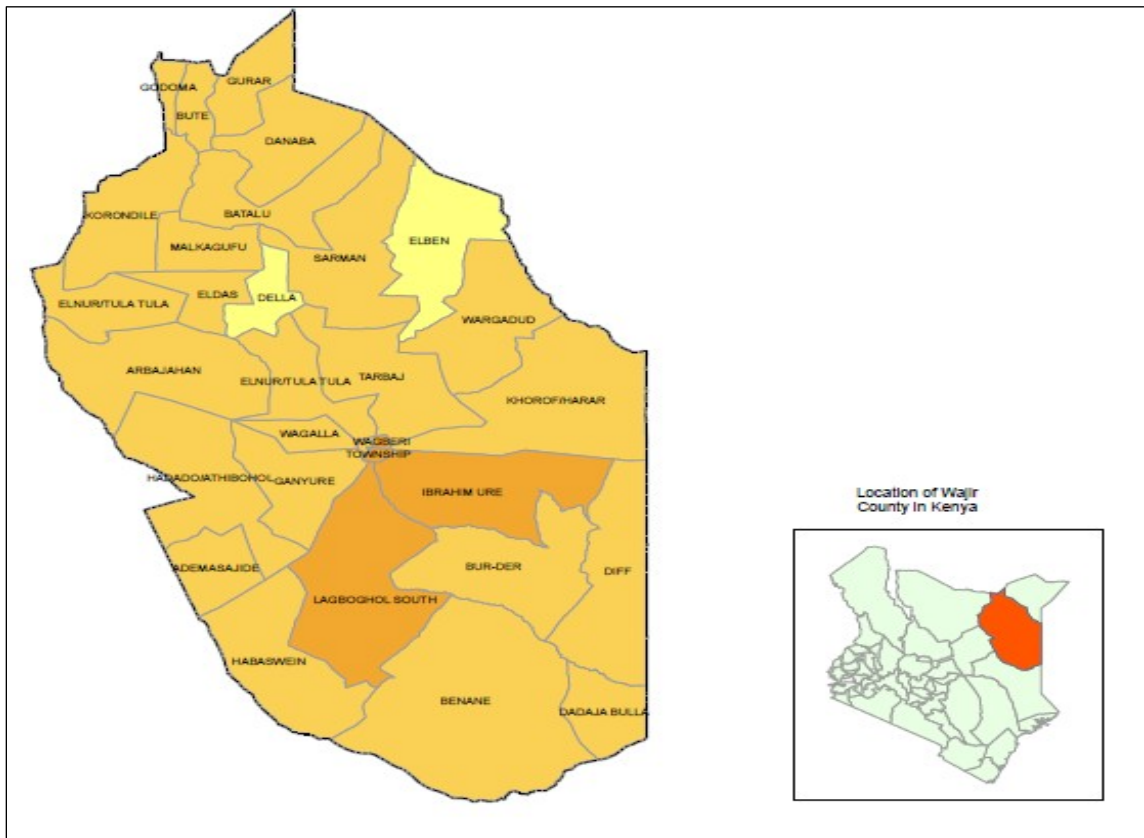 GODOMA
GURAR
BUTE
DANABA
KORONDILE
BATALU
MALKAGUFU
SARMAN
ELBEN
ELNUR/TULA TULA
ELDAS
DELLA
WARGADUD
ARBAJAHAN
ELNUR/TULA TULA
TARBAJ
KHOROF/HARAR
WAGALLA
WAGBERI
TOWNSHIP
HADADO/ATHIBOHOL
GANYURE
IBRAHIM URE
ADEMASAJIDE
BUR-DER
DIFF
LAGBOGHOL SOUTH
HABASWEIN
BENANE
DADAJA BULLA
Location of Wajir
County in Kenya